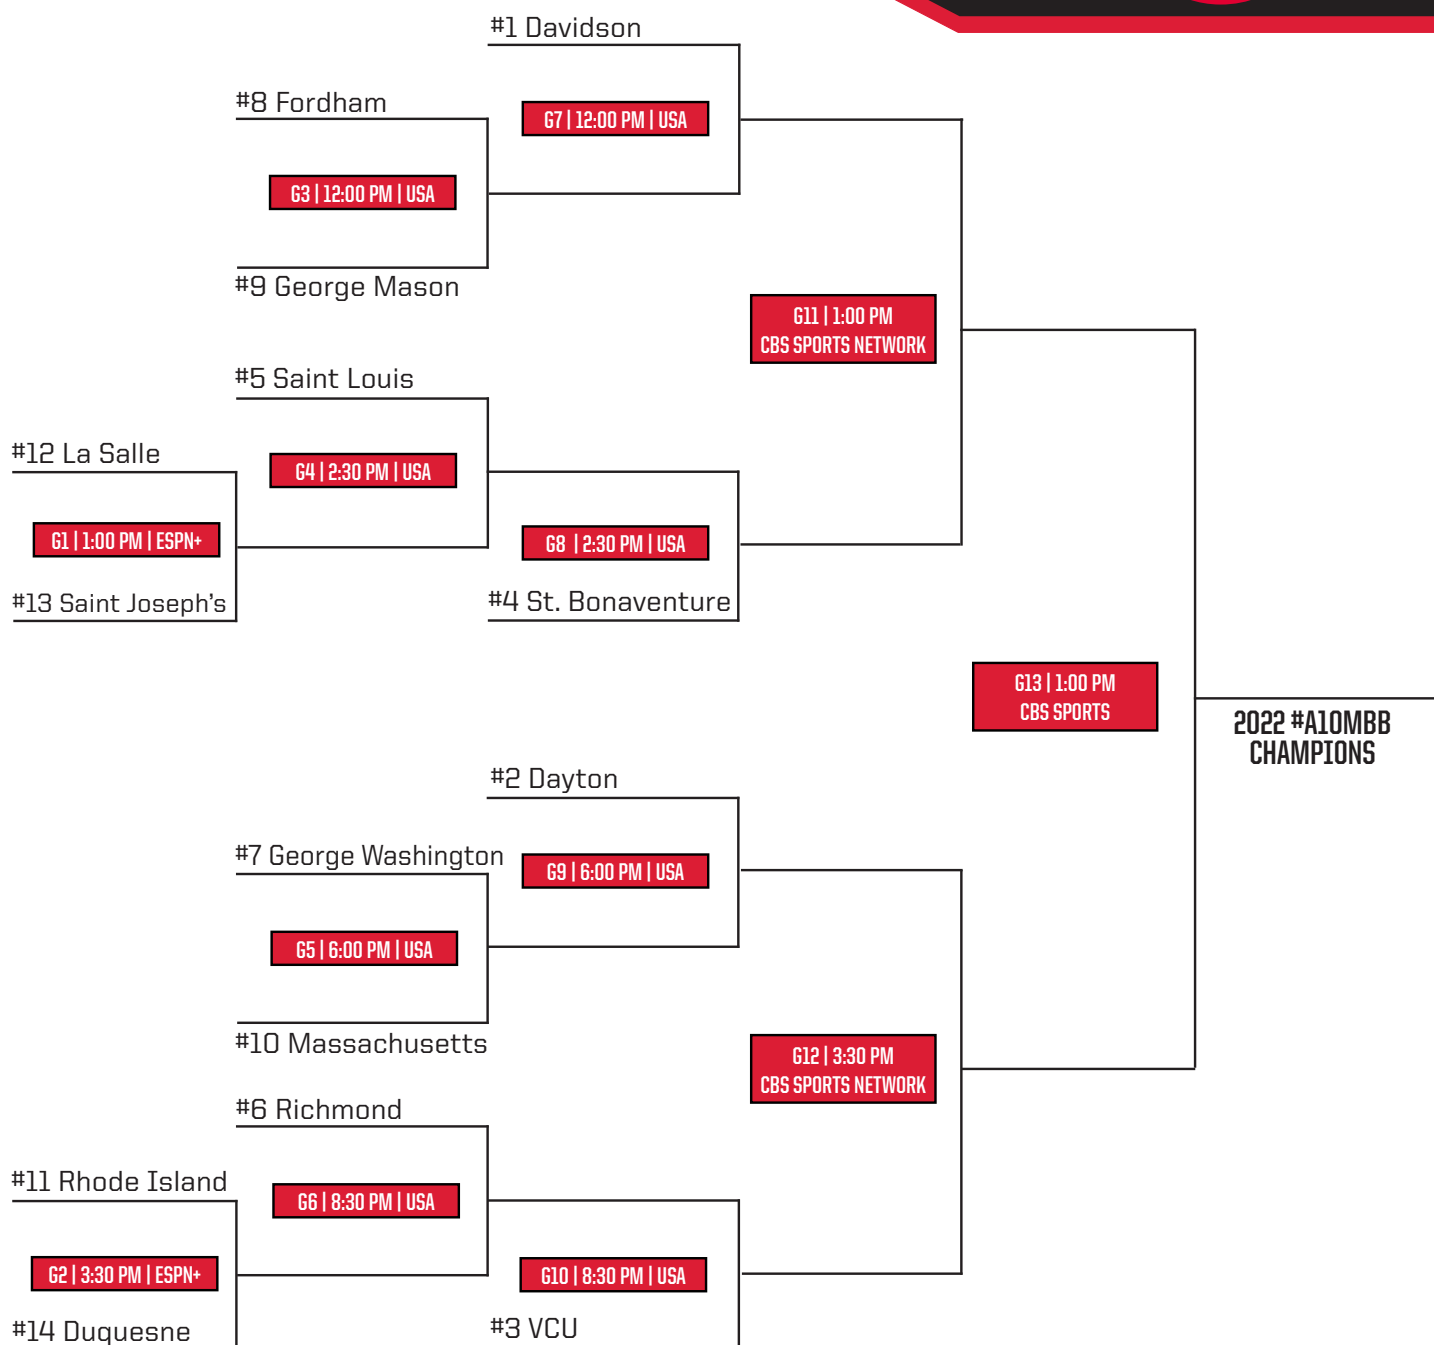 #1 Davidson
#8 Fordham
G7 | 12:00 PM | USA
G3 | 12:00 PM | USA
#9 George Mason
G11 | 1:00 PM
CBS SPORTS NETWORK
#5 Saint Louis
#12 La Salle
G4 | 2:30 PM | USA
G1 | 1:00 PM | ESPN+
G8 | 2:30 PM | USA
#13 Saint Joseph's
#4 St. Bonaventure
G13 | 1:00 PM
CBS SPORTS
2022 #A10MBB
CHAMPIONS
#2 Dayton
#7 George Washington
G9 | 6:00 PM | USA
G5 | 6:00 PM | USA
#10 Massachusetts
G12 | 3:30 PM
CBS SPORTS NETWORK
#6 Richmond
#11 Rhode Island
G6 | 8:30 PM | USA
G2 | 3:30 PM | ESPN+
G10 | 8:30 PM | USA
#14 Duquesne
#3 VCU